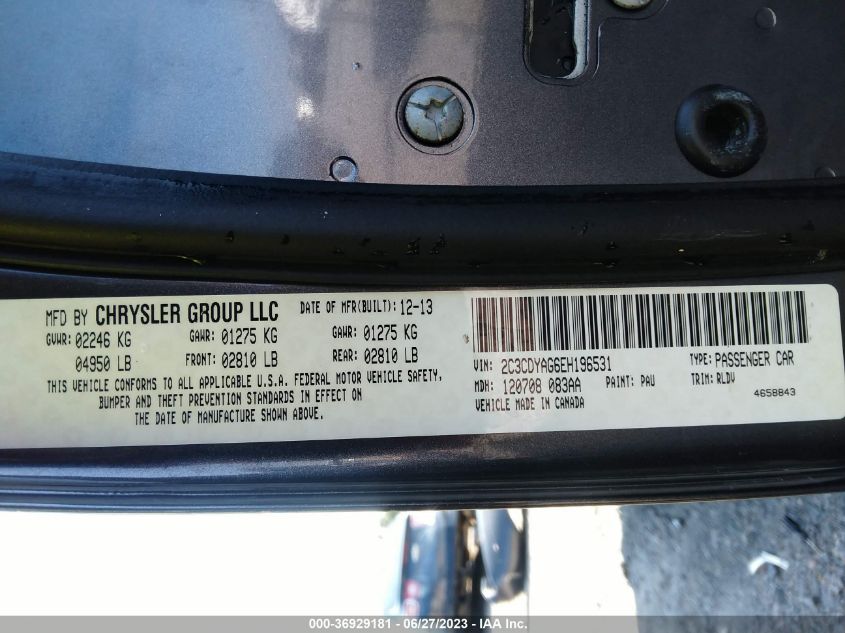 MFD BY CHRYSLER GROUP LLC DATE OF MFR(BUILT): 12-13
GVWR: 02246 KG GAWR: 01275 KG GAWR: 01275 KG
04950 LB FRONT: 02810 LB REAR: 02810 LB
THIS VEHICLE CONFORMS TO ALL APPLICABLE U.S.A. FEDERAL MOTOR VEHICLE SAFETY,
BUMPER AND THEFT PREVENTION STANDARDS IN EFFECT ON
THE DATE OF MANUFACTURE SHOWN ABOVE.
VIN: 2C3CDYAG6EH196531 TYPE: PASSENGER CAR
MDH: 120708 083AA PAINT: PAU TRIM: RLDV
VEHICLE MADE IN CANADA 4658843
000-36929181 - 06/27/2023 - IAA Inc.